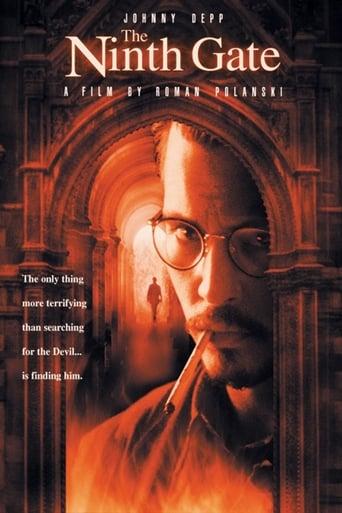 JOHNNY DEPP
The
Ninth Gate
A FILM BY ROMAN POLANSKI
The only thing
more terrifying
than searching
for the Devil...
is finding him.